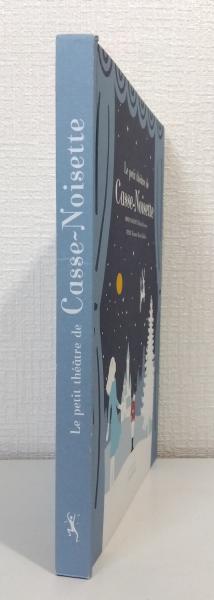 Le petit théâtre de Casse-Noisette
Le petit théâtre de
Casse-Noisette